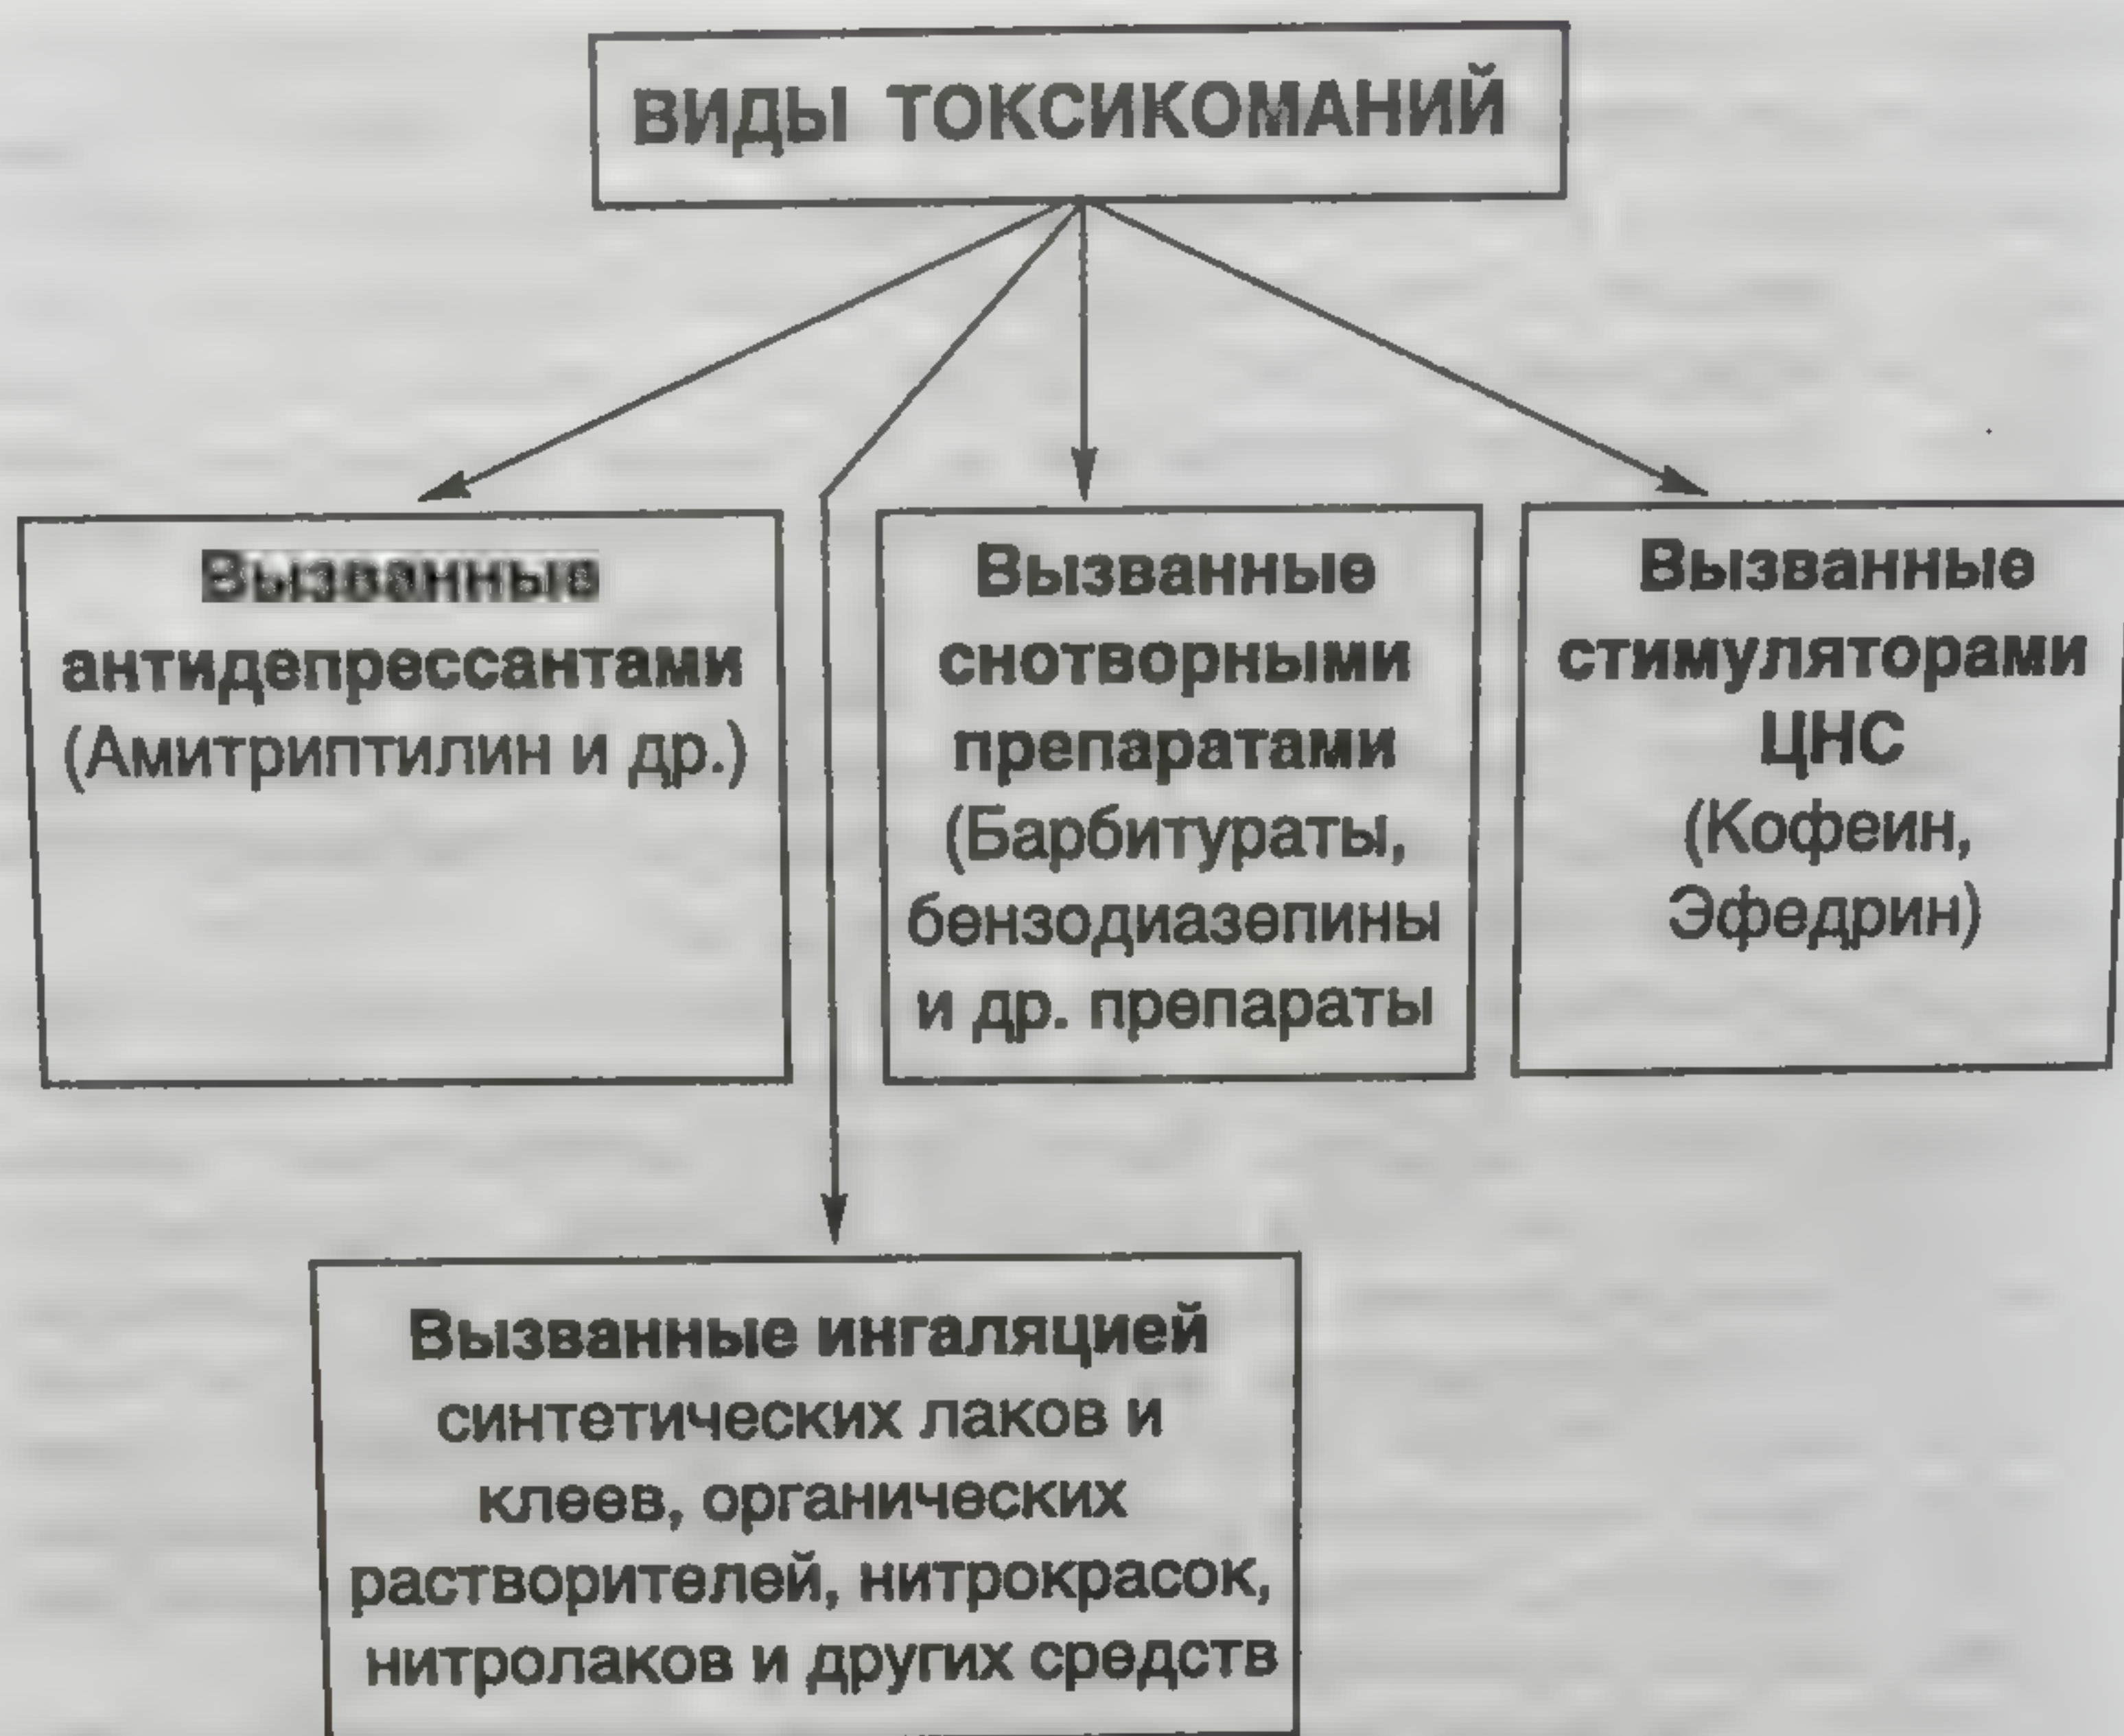 ВИДЫ ТОКСИКОМАНИЙ
Вызванные
антидепрессантами
(Амитриптилин и др.)
Вызванные
снотворными
препаратами
(Барбитураты,
бензодиазепины
и др. препараты
Вызванные
стимуляторами
ЦНС
(Кофеин,
Эфедрин)
Вызванные ингаляцией
синтетических лаков и
клеев, органических
растворителей, нитрокрасок,
нитролаков и других средств